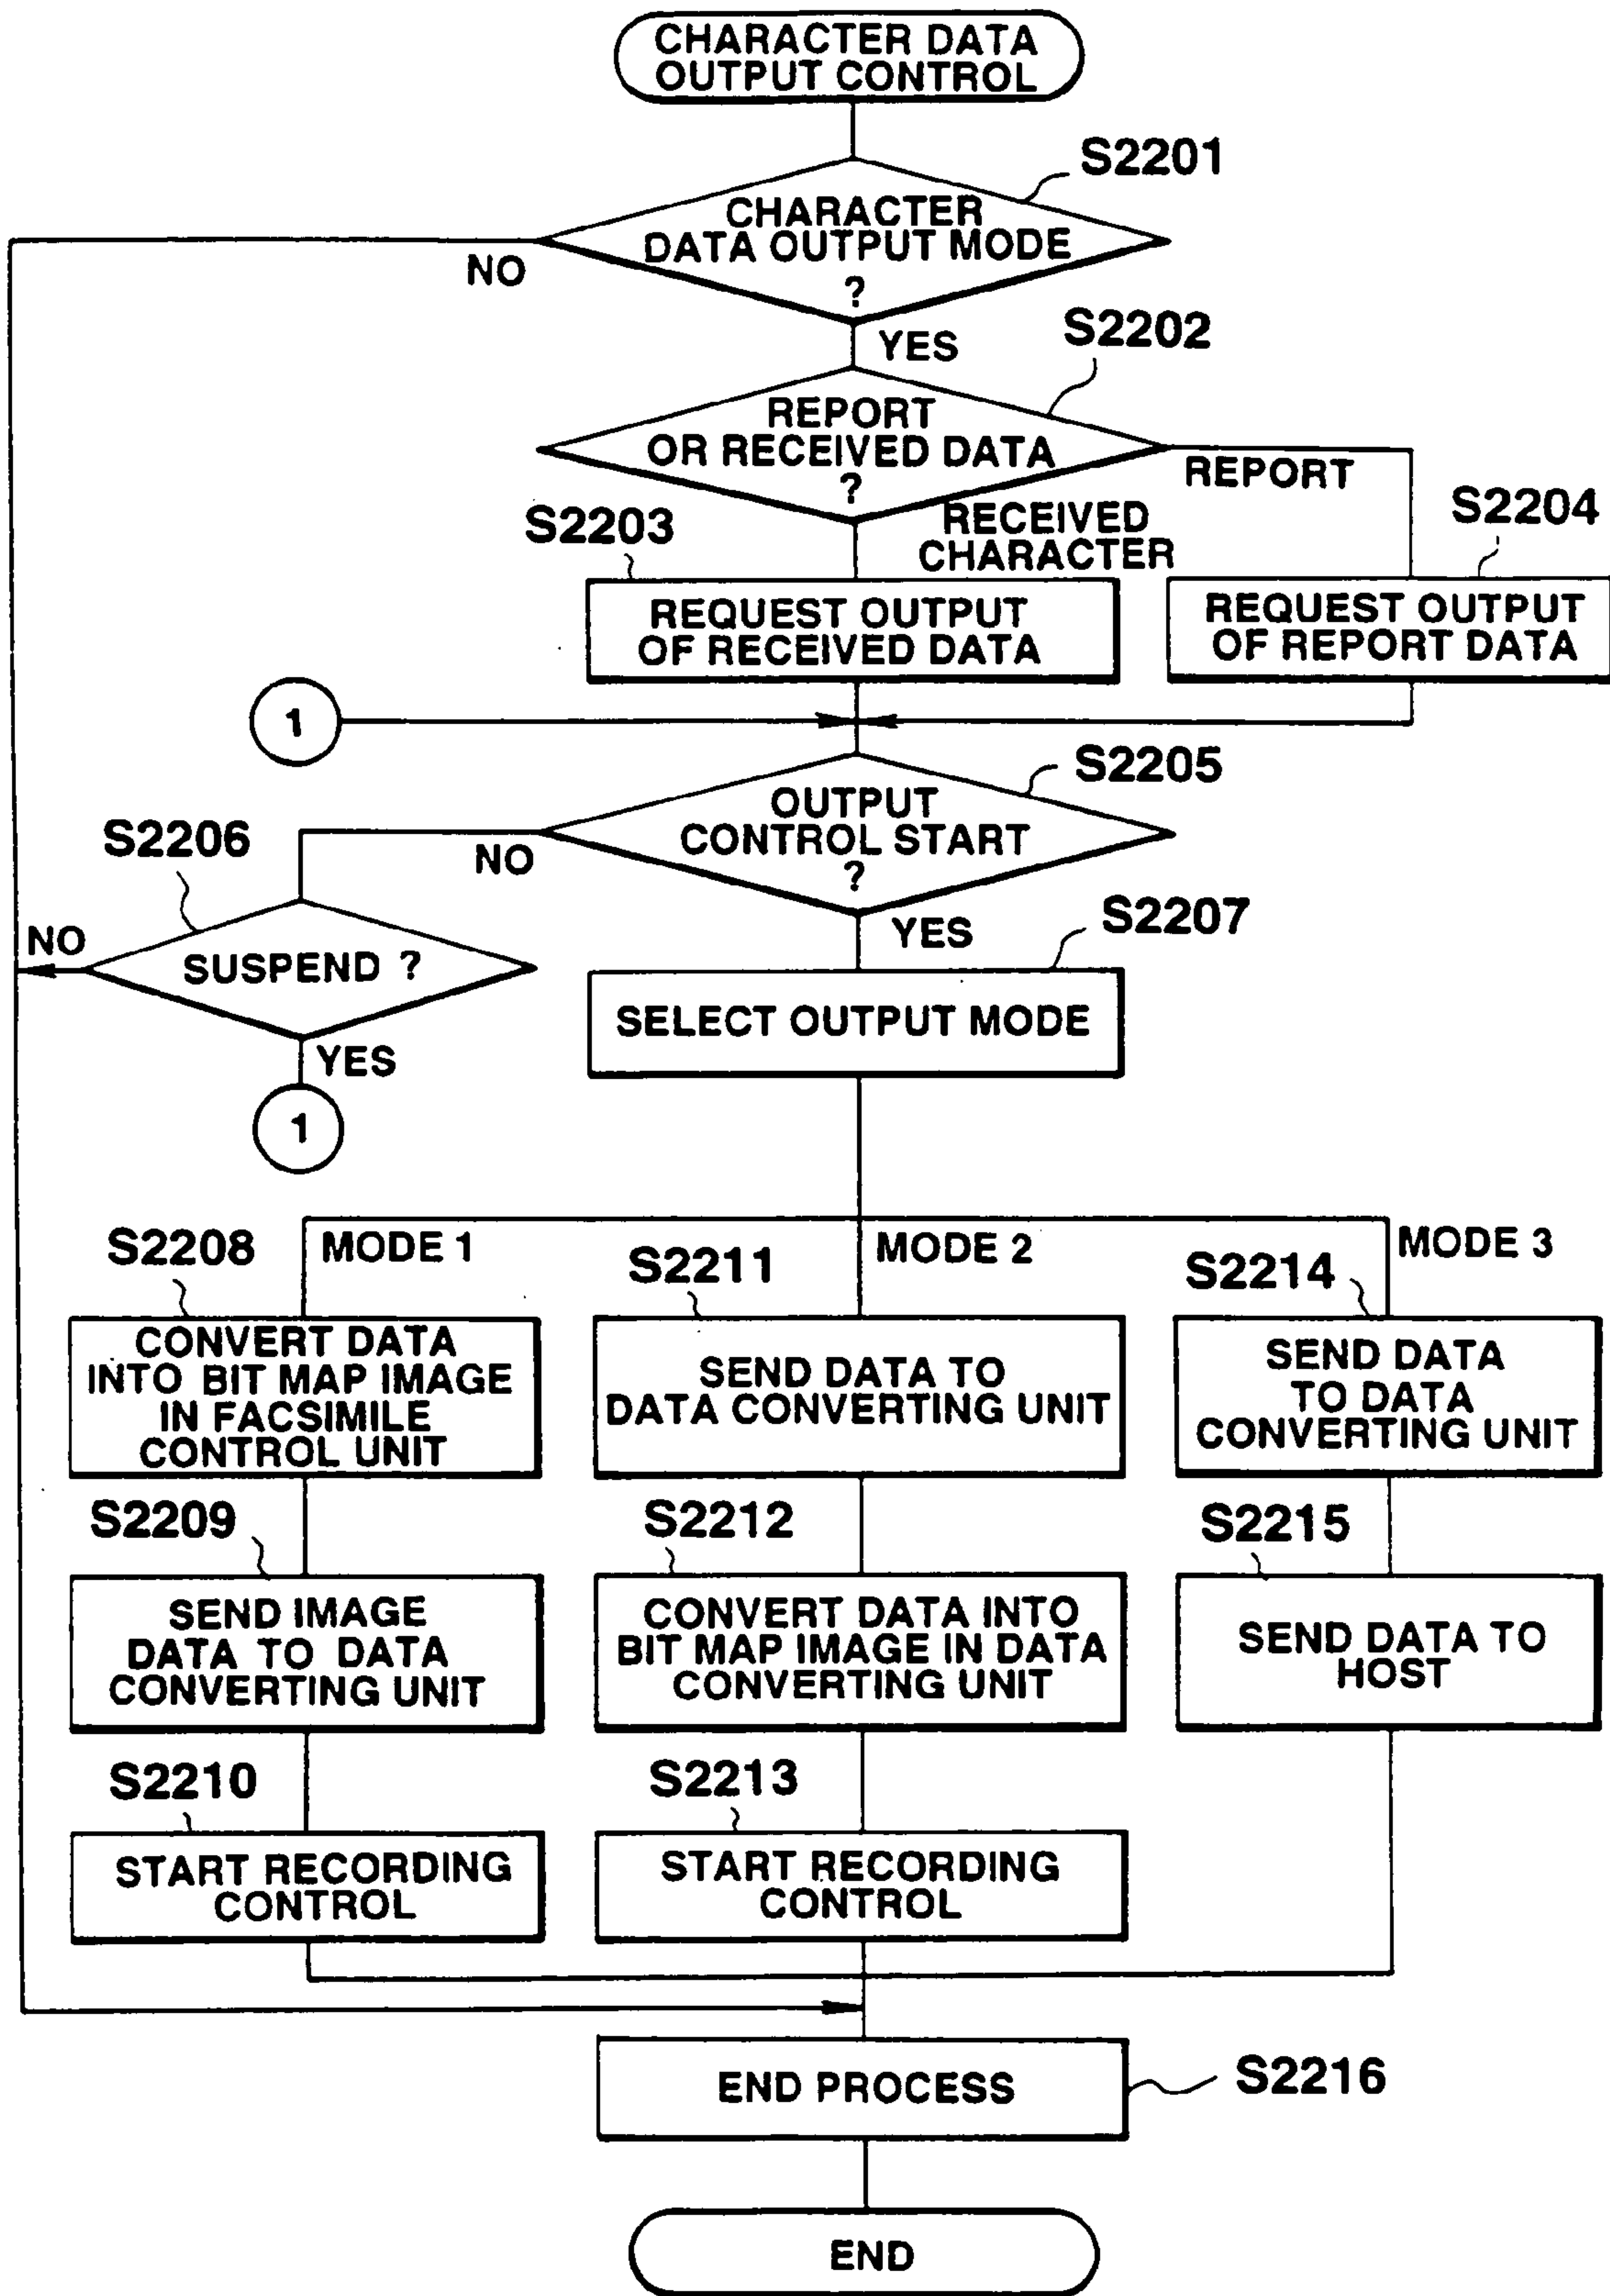 CHARACTER DATA
OUTPUT CONTROL
S2201
CHARACTER
DATA OUTPUT MODE
?
NO
YES
S2202
REPORT
OR RECEIVED DATA
?
REPORT
RECEIVED
CHARACTER
S2203
S2204
REQUEST OUTPUT
OF RECEIVED DATA
REQUEST OUTPUT
OF REPORT DATA
1
S2205
OUTPUT
CONTROL START
?
NO
YES
S2206
SUSPEND ?
NO
YES
1
S2207
SELECT OUTPUT MODE
MODE 1
MODE 2
MODE 3
S2208
CONVERT DATA
INTO BIT MAP IMAGE
IN FACSIMILE
CONTROL UNIT
S2211
SEND DATA TO
DATA CONVERTING UNIT
S2214
SEND DATA
TO DATA
CONVERTING UNIT
S2209
SEND IMAGE
DATA TO DATA
CONVERTING UNIT
S2212
CONVERT DATA INTO
BIT MAP IMAGE IN DATA
CONVERTING UNIT
S2215
SEND DATA TO
HOST
S2210
START RECORDING
CONTROL
S2213
START RECORDING
CONTROL
END PROCESS
S2216
END